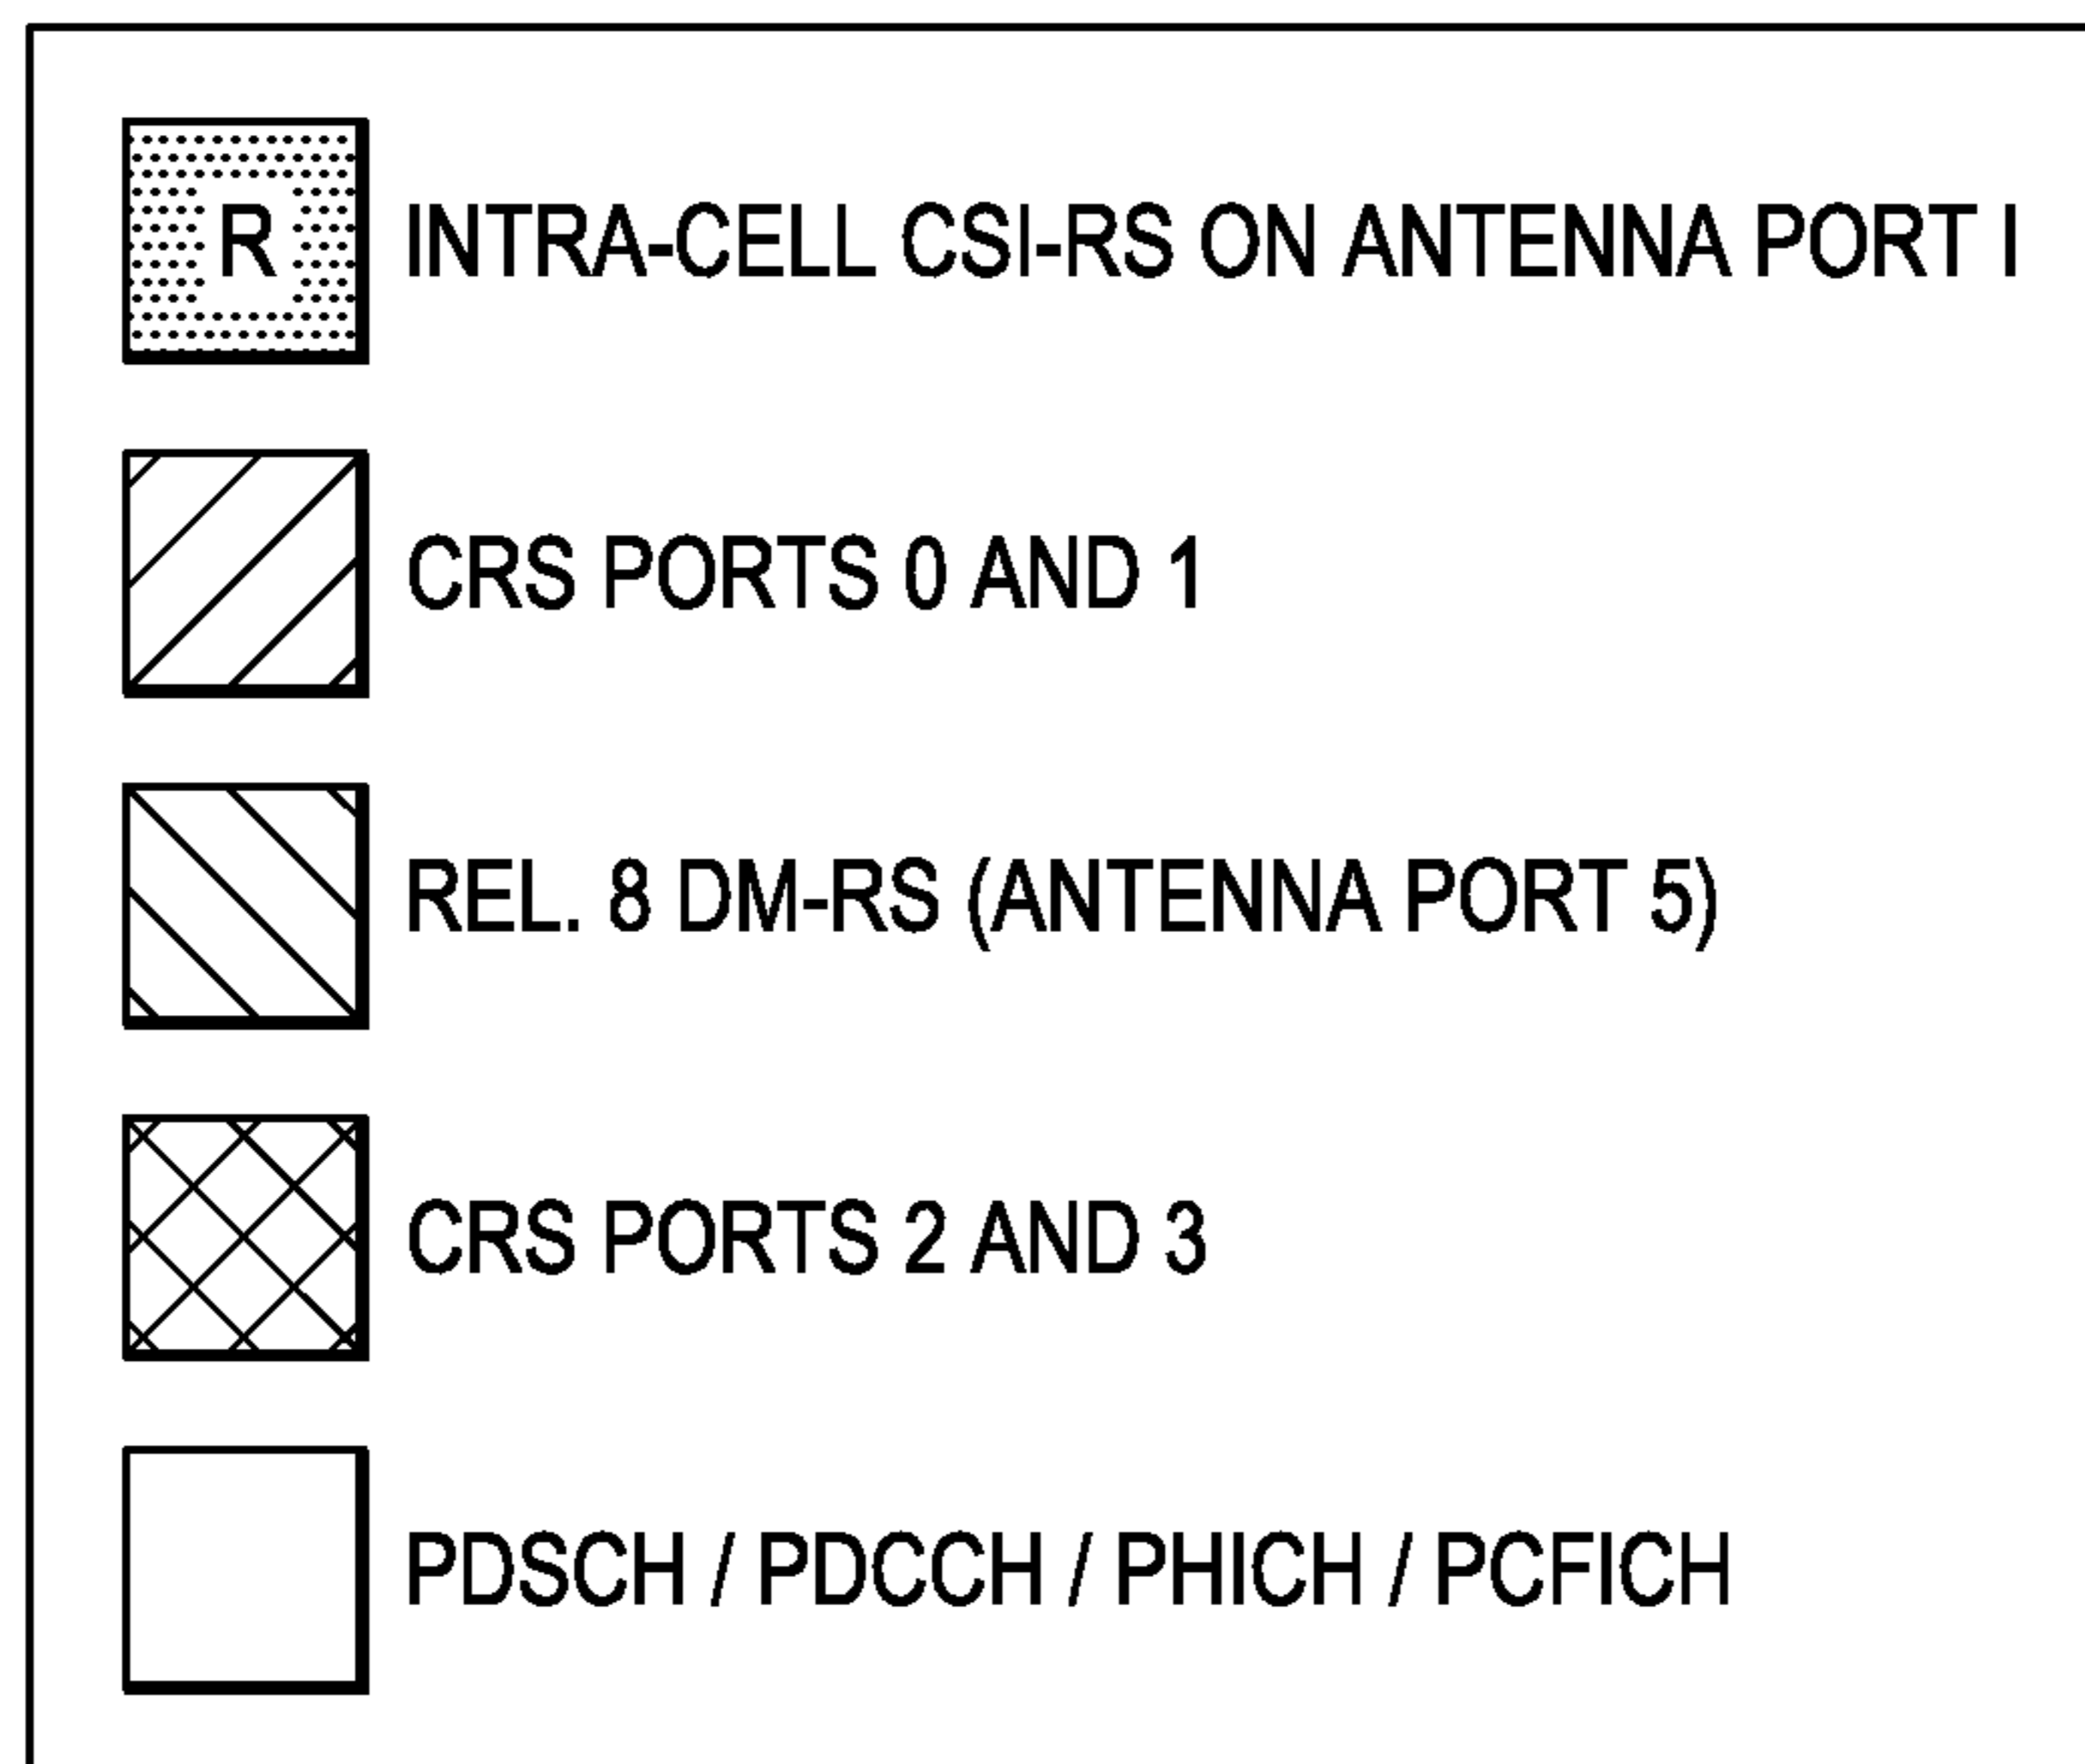 R INTRA-CELL CSI-RS ON ANTENNA PORT I
CRS PORTS 0 AND 1
REL. 8 DM-RS (ANTENNA PORT 5)
CRS PORTS 2 AND 3
PDSCH / PDCCH / PHICH / PCFICH